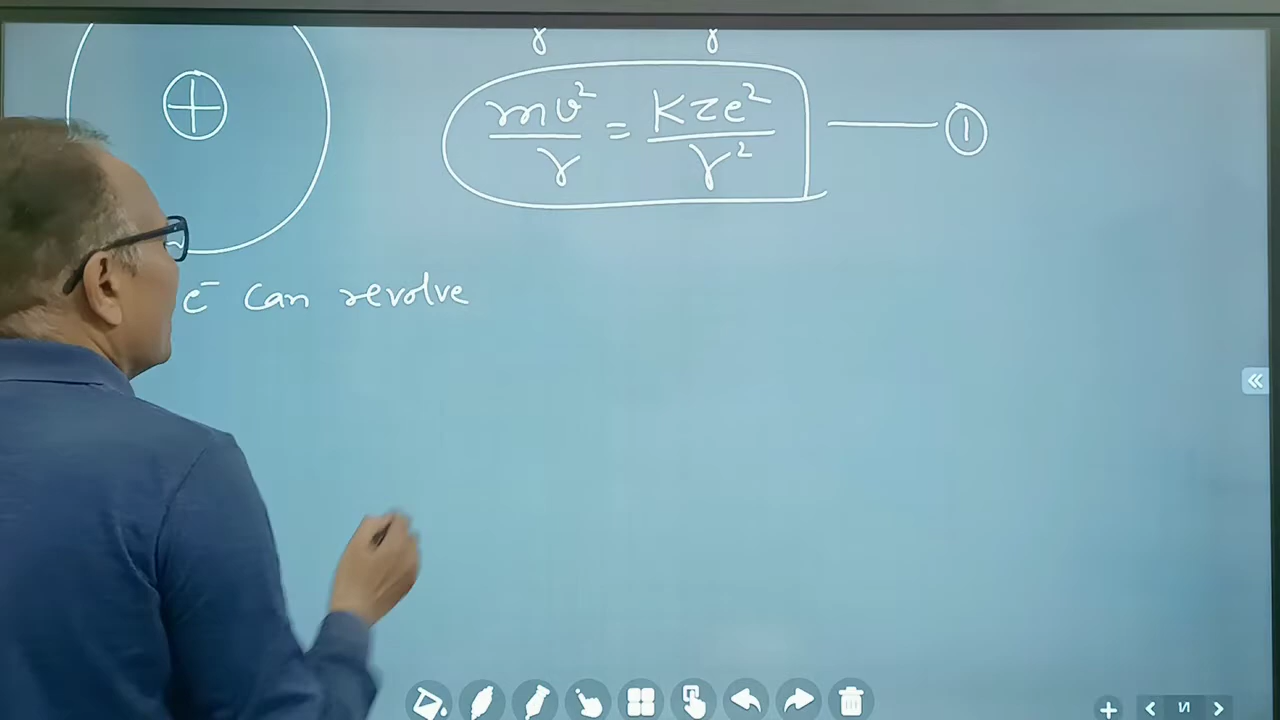 r r
mv²/r = Kze²/r² —— ①
e⁻ can revolve